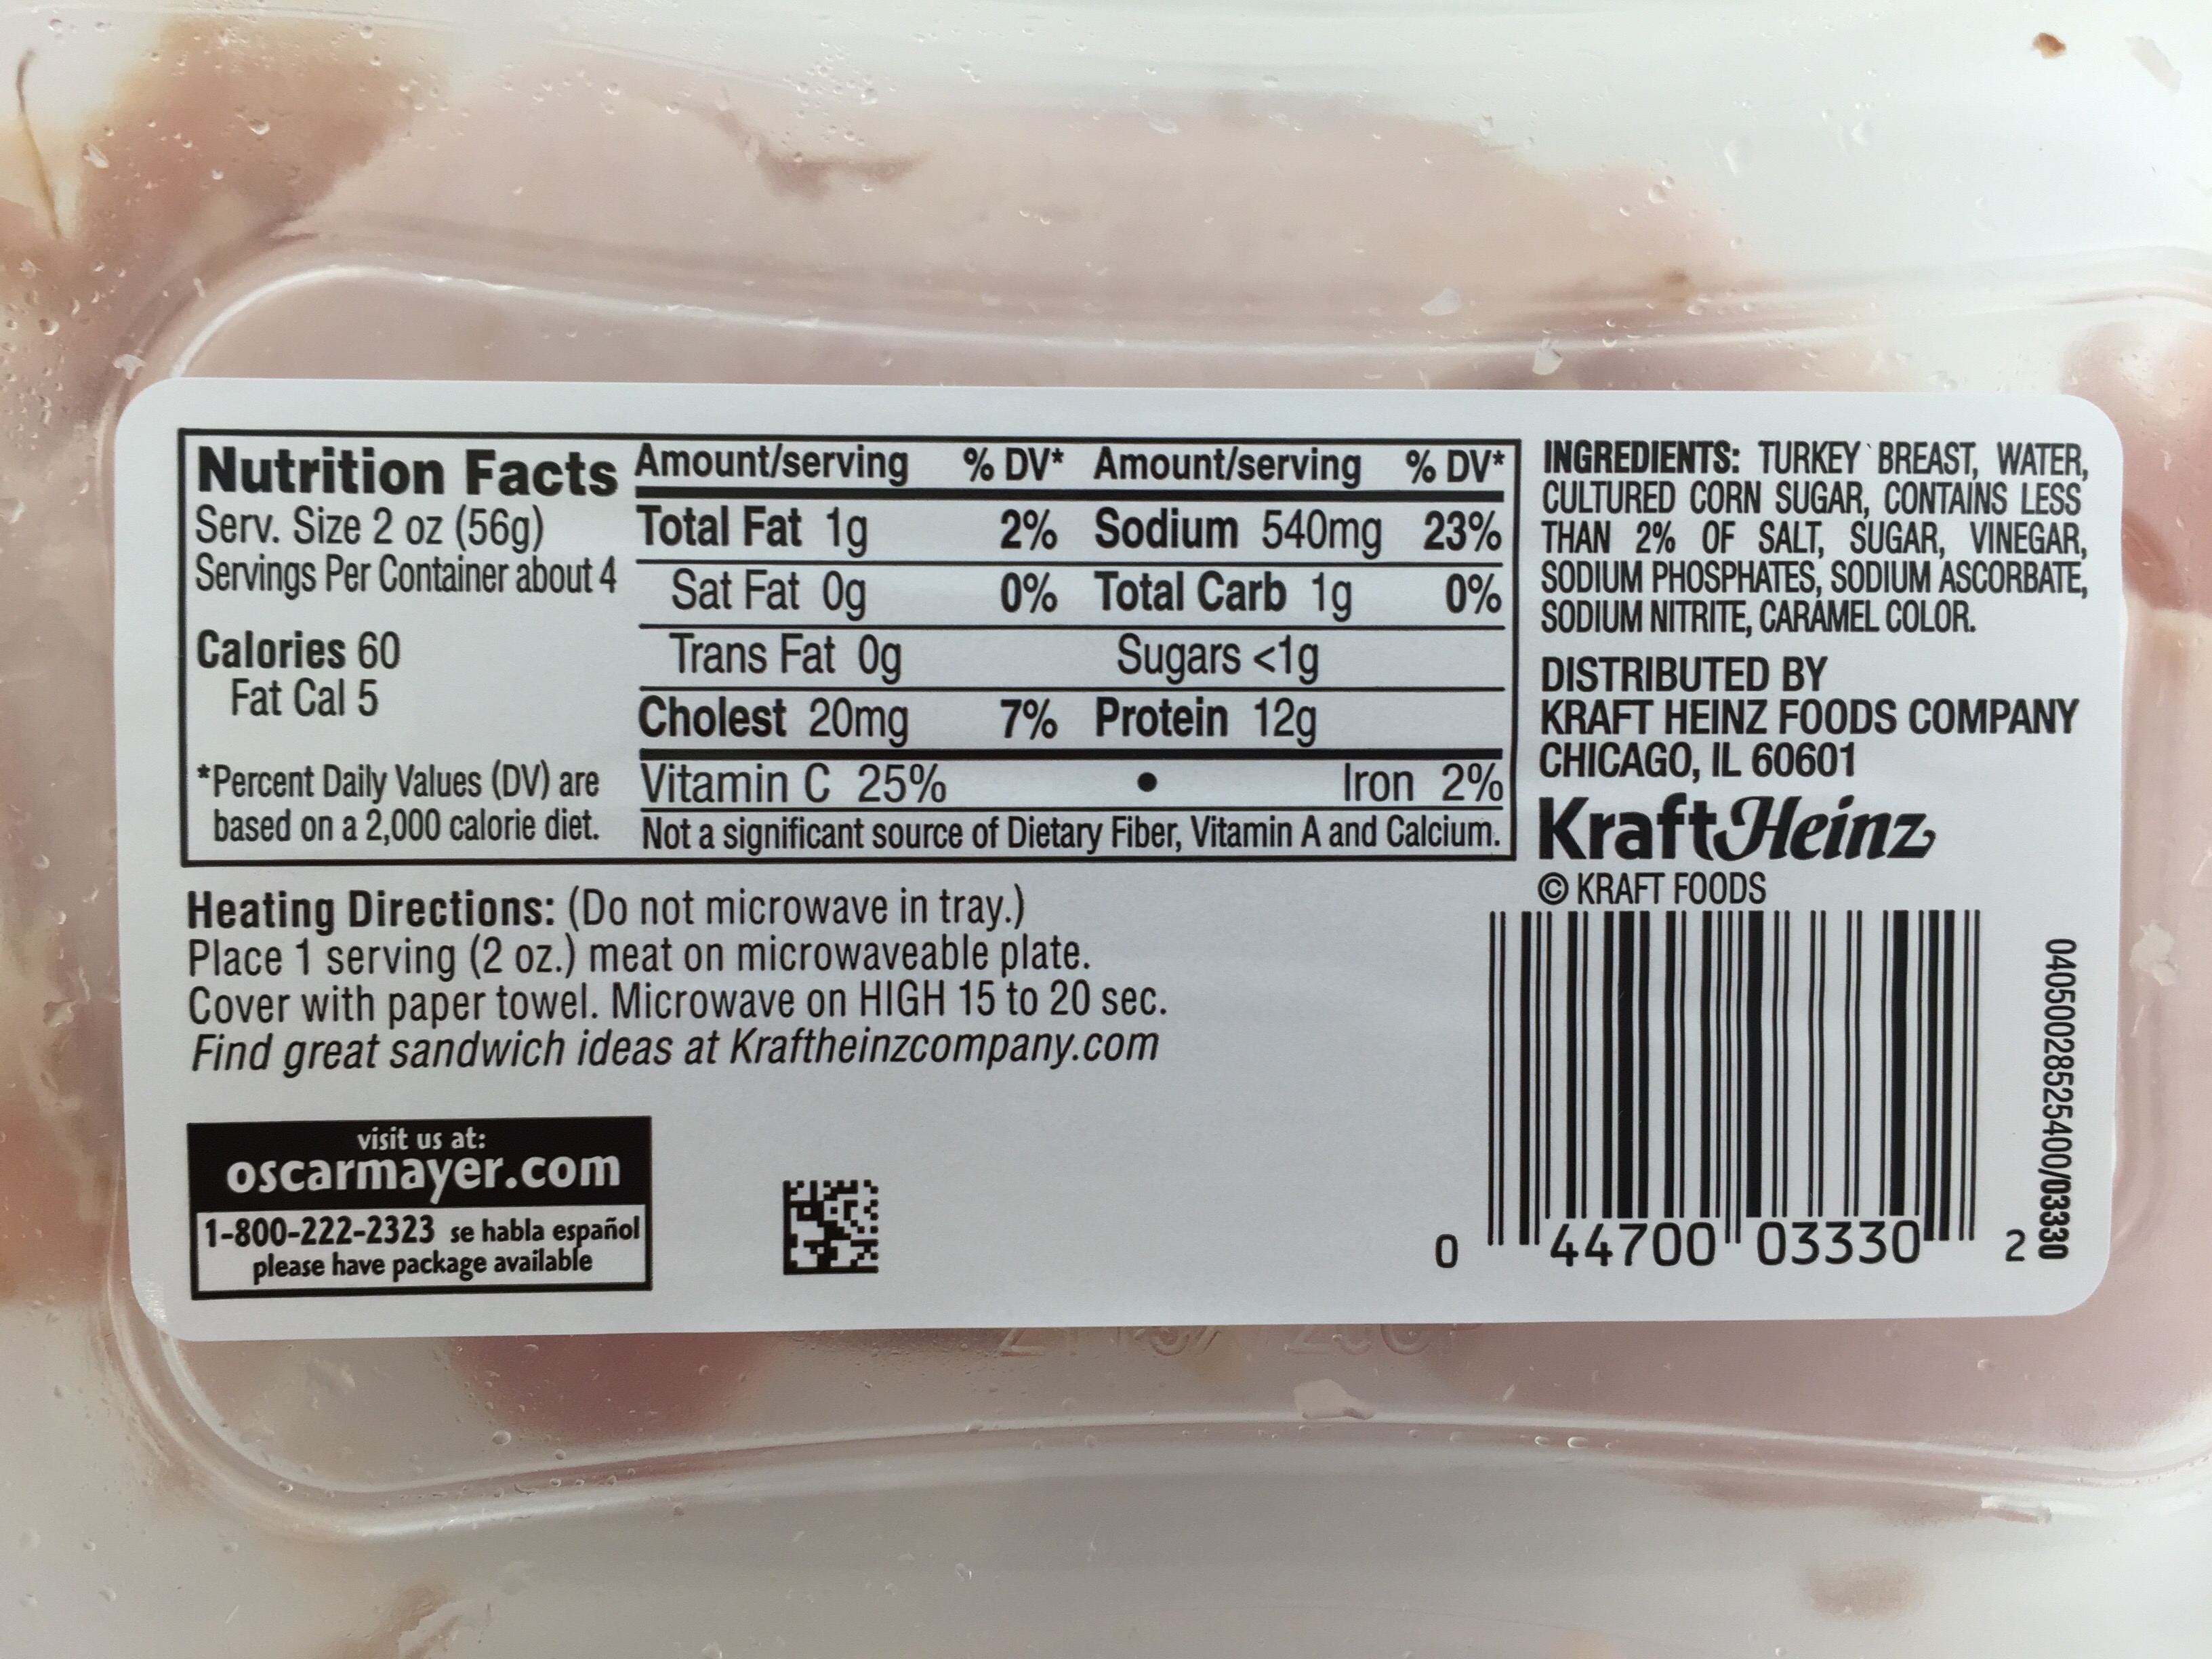 Nutrition Facts
Serv. Size 2 oz (56g)
Servings Per Container about 4
Calories 60
Fat Cal 5
*Percent Daily Values (DV) are
based on a 2,000 calorie diet.
Amount/serving % DV* Amount/serving % DV*
Total Fat 1g 2% Sodium 540mg 23%
Sat Fat 0g 0% Total Carb 1g 0%
Trans Fat 0g Sugars <1g
Cholest 20mg 7% Protein 12g
Vitamin C 25% • Iron 2%
Not a significant source of Dietary Fiber, Vitamin A and Calcium.
INGREDIENTS: TURKEY BREAST, WATER,
CULTURED CORN SUGAR, CONTAINS LESS
THAN 2% OF SALT, SUGAR, VINEGAR,
SODIUM PHOSPHATES, SODIUM ASCORBATE,
SODIUM NITRITE, CARAMEL COLOR.
DISTRIBUTED BY
KRAFT HEINZ FOODS COMPANY
CHICAGO, IL 60601
KraftHeinz
© KRAFT FOODS
Heating Directions: (Do not microwave in tray.)
Place 1 serving (2 oz.) meat on microwaveable plate.
Cover with paper towel. Microwave on HIGH 15 to 20 sec.
Find great sandwich ideas at Kraftheinzcompany.com
visit us at:
oscarmayer.com
1-800-222-2323 se habla español
please have package available
0 44700 03330 2
04050028525400/03330